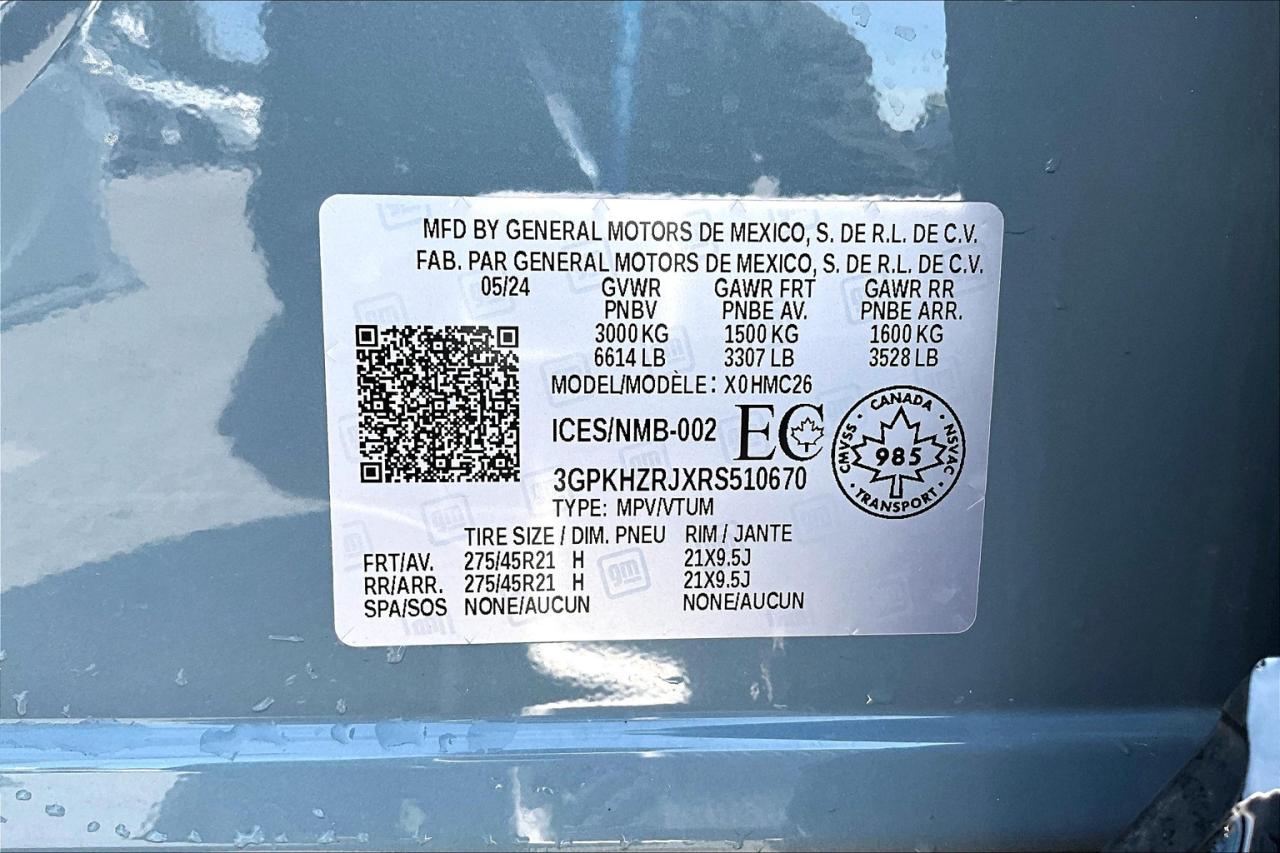 MFD BY GENERAL MOTORS DE MEXICO, S. DE R.L. DE C.V.
FAB. PAR GENERAL MOTORS DE MEXICO, S. DE R.L. DE C.V.
05/24 GVWR GAWR FRT GAWR RR
PNBV PNBE AV. PNBE ARR.
3000 KG 1500 KG 1600 KG
6614 LB 3307 LB 3528 LB
MODEL/MODÈLE: X0HMC26
ICES/NMB-002 EC
CANADA
CMVSS 985 NSVAC
TRANSPORT
3GPKHZRJXRS510670
TYPE: MPV/VTUM
TIRE SIZE / DIM. PNEU RIM / JANTE
FRT/AV. 275/45R21 H 21X9.5J
RR/ARR. 275/45R21 H 21X9.5J
SPA/SOS NONE/AUCUN NONE/AUCUN
gm